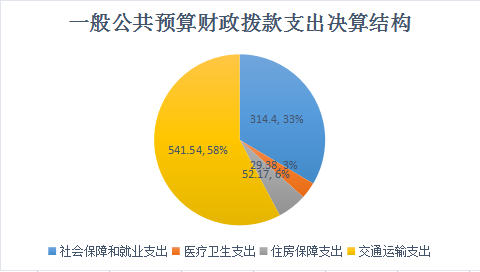 一般公共预算财政拨款支出决算结构
314.4, 33%
29.38, 3%
52.17, 6%
541.54, 58%
社会保障和就业支出 医疗卫生支出 住房保障支出 交通运输支出